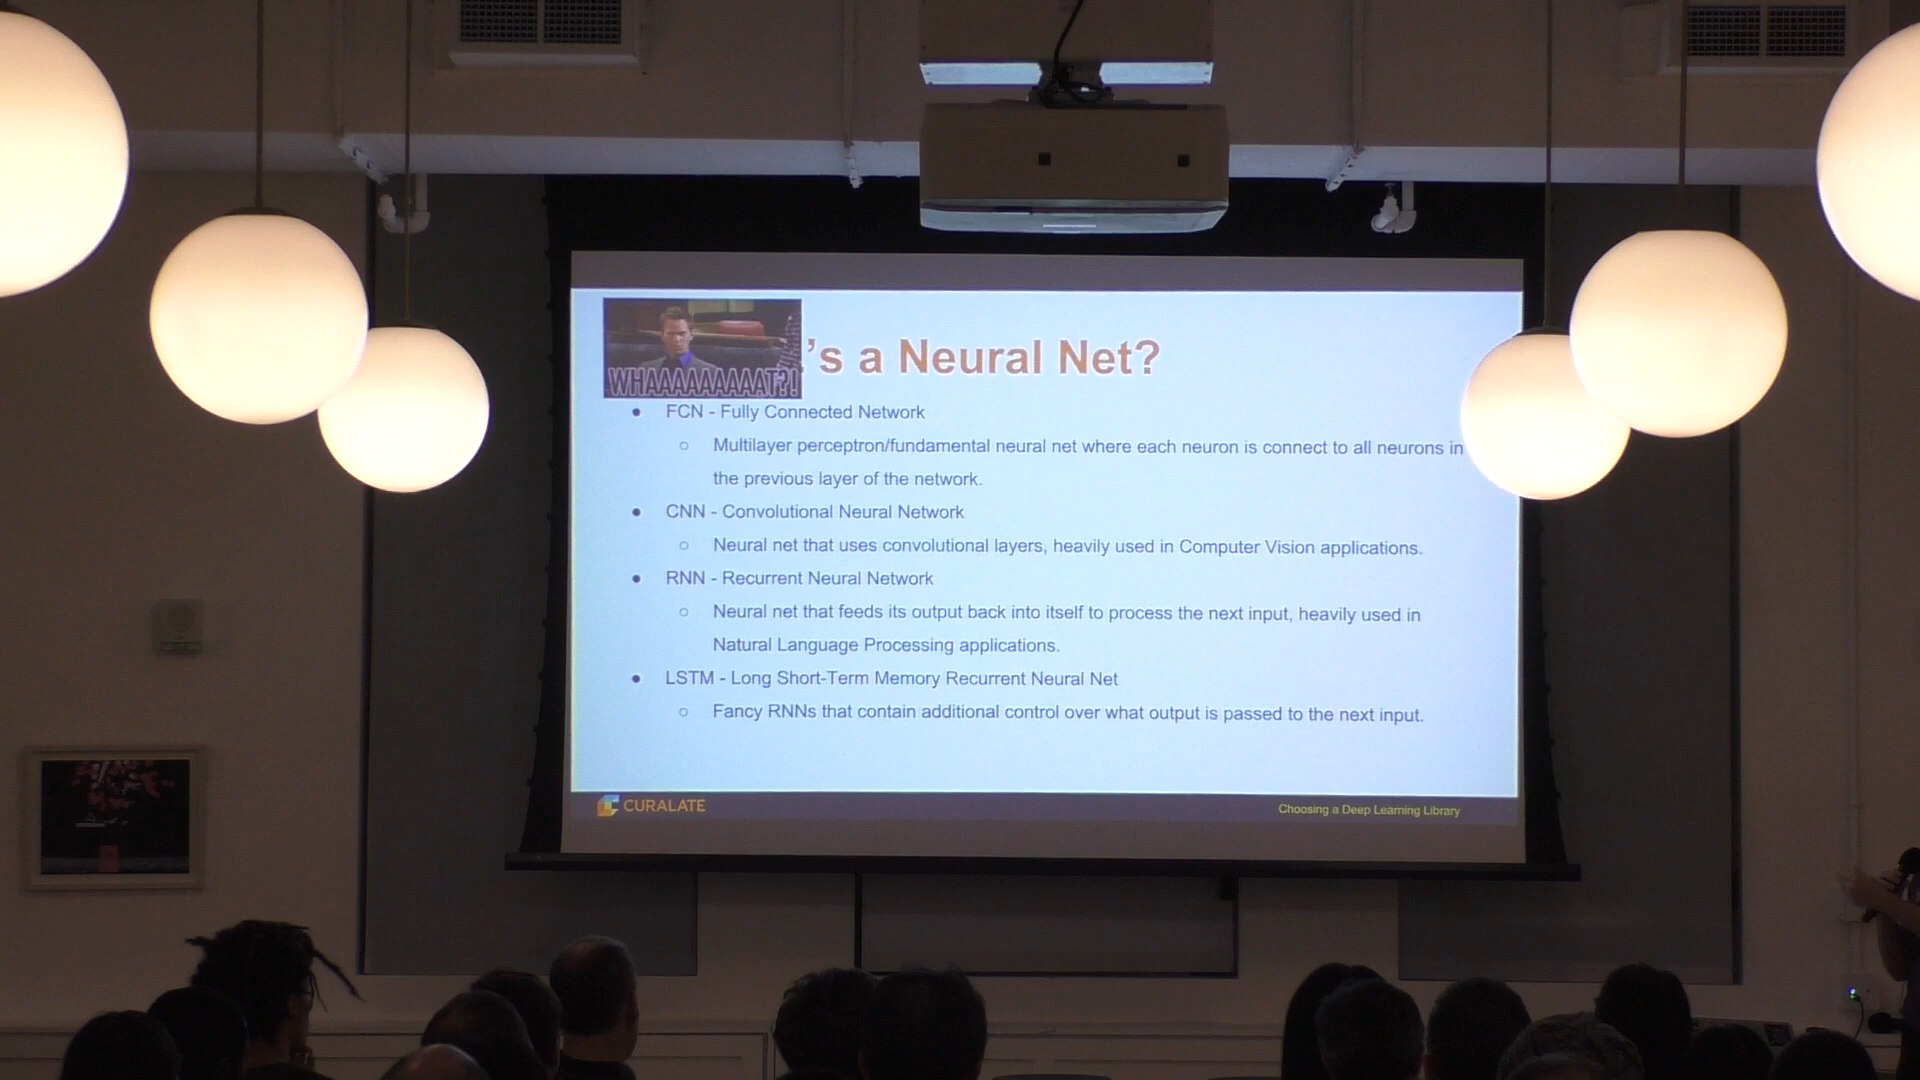 WHAAAAAAAAAT?!
's a Neural Net?
● FCN - Fully Connected Network
○ Multilayer perceptron/fundamental neural net where each neuron is connect to all neurons in
the previous layer of the network.
● CNN - Convolutional Neural Network
○ Neural net that uses convolutional layers, heavily used in Computer Vision applications.
● RNN - Recurrent Neural Network
○ Neural net that feeds its output back into itself to process the next input, heavily used in
Natural Language Processing applications.
● LSTM - Long Short-Term Memory Recurrent Neural Net
○ Fancy RNNs that contain additional control over what output is passed to the next input.
CURALATE
Choosing a Deep Learning Library